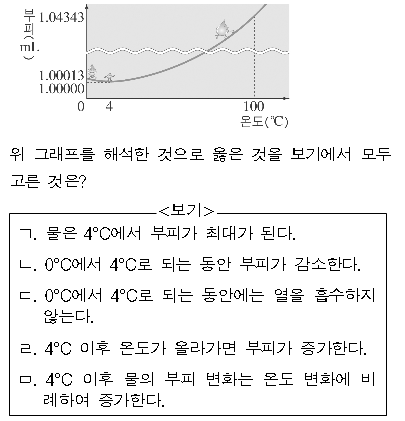 부
피
(
mL
)
1.04343
1.00013
1.00000
0 4 100
온도(℃)
위 그래프를 해석한 것으로 옳은 것을 보기에서 모두
고른 것은?
<보기>
ㄱ. 물은 4℃에서 부피가 최대가 된다.
ㄴ. 0℃에서 4℃로 되는 동안 부피가 감소한다.
ㄷ. 0℃에서 4℃로 되는 동안에는 열을 흡수하지
않는다.
ㄹ. 4℃ 이후 온도가 올라가면 부피가 증가한다.
ㅁ. 4℃ 이후 물의 부피 변화는 온도 변화에 비
례하여 증가한다.